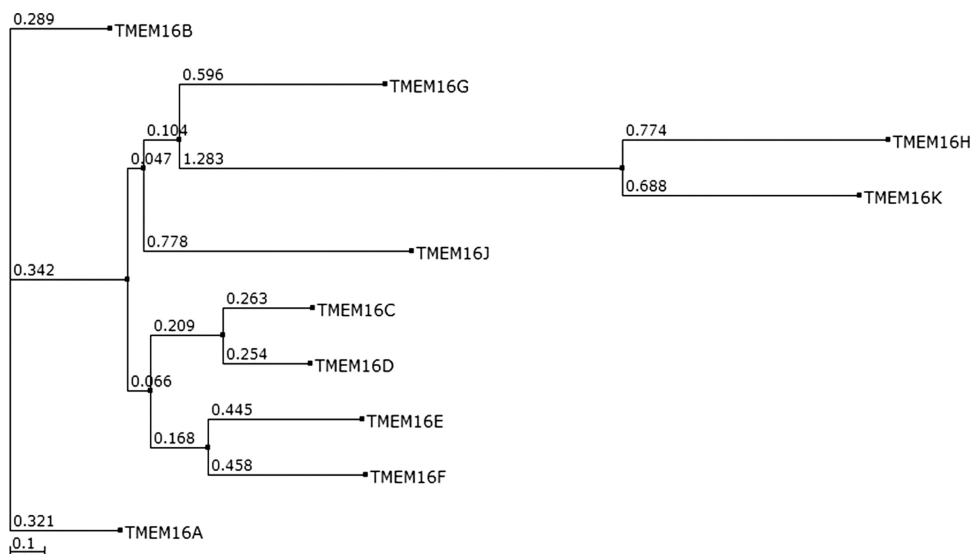 0.289
TMEM16B
0.596
TMEM16G
0.104
0.774
TMEM16H
0.047
1.283
0.688
TMEM16K
0.778
TMEM16J
0.342
0.263
TMEM16C
0.209
0.254
TMEM16D
0.066
0.445
TMEM16E
0.168
0.458
TMEM16F
0.321
TMEM16A
0.1